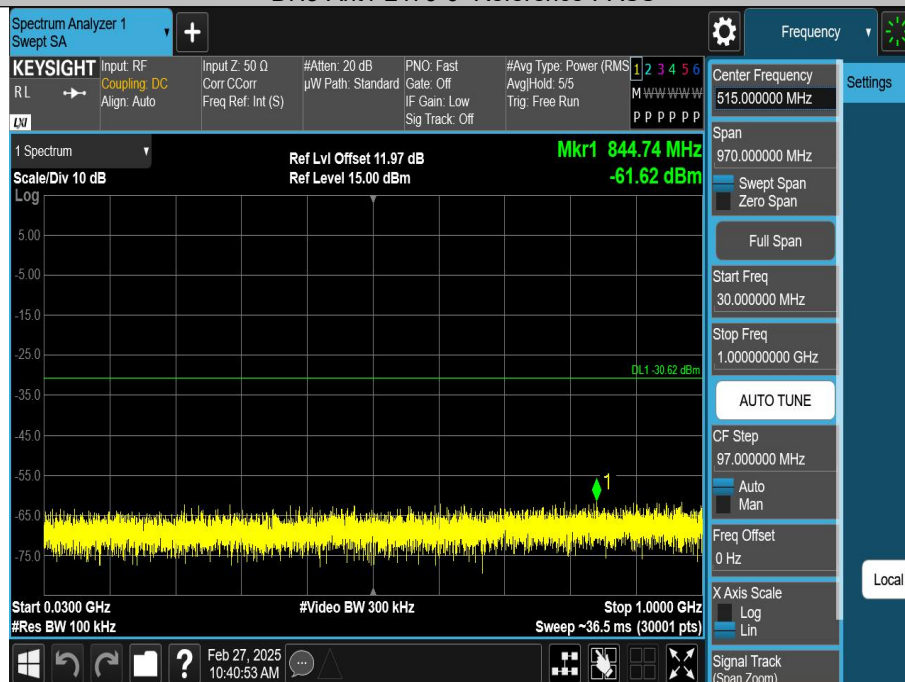 Spectrum Analyzer 1
Swept SA
+
Frequency
KEYSIGHT
RL
LXI
Input: RF
Coupling: DC
Align: Auto
Input Z: 50 Ω
Corr CCorr
Freq Ref: Int (S)
#Atten: 20 dB
µW Path: Standard
PNO: Fast
Gate: Off
IF Gain: Low
Sig Track: Off
#Avg Type: Power (RMS
Avg|Hold: 5/5
Trig: Free Run
1 2 3 4 5 6
M W W W W W
P P P P P P
1 Spectrum
Scale/Div 10 dB
Log
Ref Lvl Offset 11.97 dB
Ref Level 15.00 dBm
Mkr1 844.74 MHz
-61.62 dBm
5.00
-5.00
-15.0
-25.0
DL1 -30.62 dBm
-35.0
-45.0
-55.0
1
-65.0
-75.0
Start 0.0300 GHz
#Res BW 100 kHz
#Video BW 300 kHz
Stop 1.0000 GHz
Sweep ~36.5 ms (30001 pts)
?
Feb 27, 2025
10:40:53 AM
Center Frequency
515.000000 MHz
Span
970.000000 MHz
Swept Span
Zero Span
Full Span
Start Freq
30.000000 MHz
Stop Freq
1.000000000 GHz
AUTO TUNE
CF Step
97.000000 MHz
Auto
Man
Freq Offset
0 Hz
X Axis Scale
Log
Lin
Signal Track
(Span Zoom)
Settings
Local